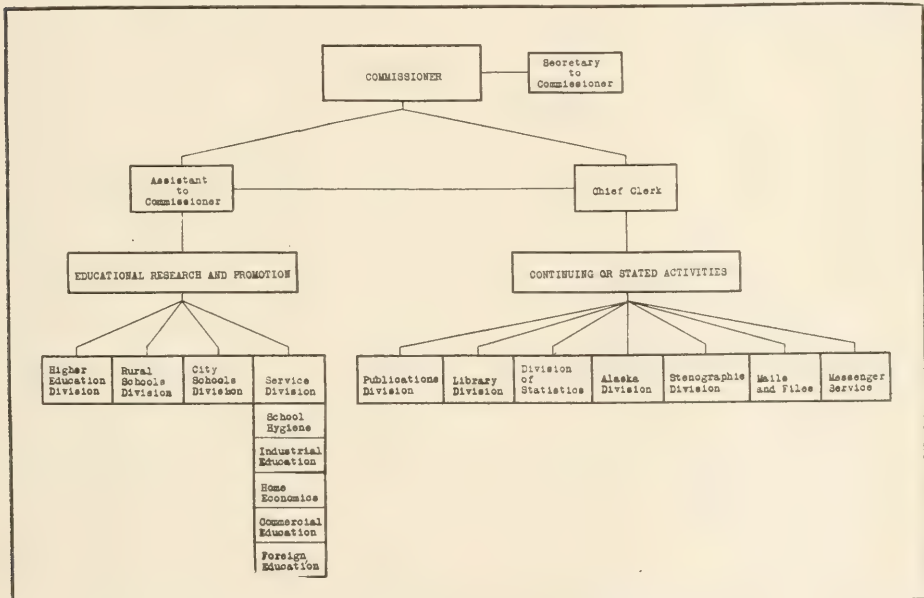 COMMISSIONER
Secretary
to
Commissioner
Assistant
to
Commissioner
Chief Clerk
EDUCATIONAL RESEARCH AND PROMOTION
CONTINUING OR STATED ACTIVITIES
Higher
Education
Division
Rural
Schools
Division
City
Schools
Division
Service
Division
School
Hygiene
Industrial
Education
Home
Economics
Commercial
Education
Foreign
Education
Publications
Division
Library
Division
Division
of
Statistics
Alaska
Division
Stenographic
Division
Mails
and Files
Messenger
Service